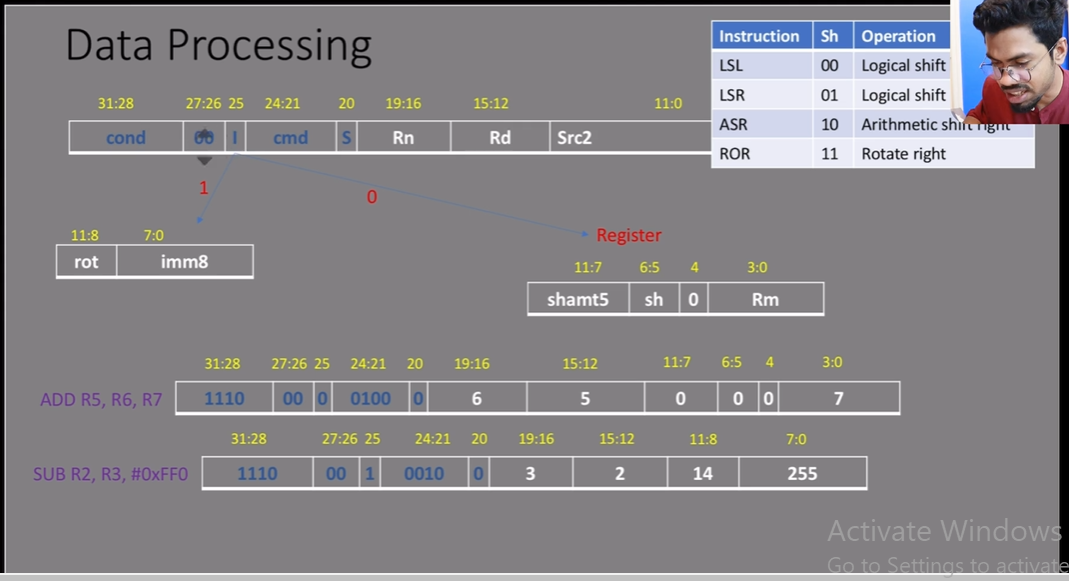 Data Processing
Instruction Sh Operation
LSL 00 Logical shift
LSR 01 Logical shift
ASR 10 Arithmetic shift right
ROR 11 Rotate right
31:28 27:26 25 24:21 20 19:16 15:12 11:0
cond 00 I cmd S Rn Rd Src2
1 0
Register
11:8 7:0
rot imm8
11:7 6:5 4 3:0
shamt5 sh 0 Rm
31:28 27:26 25 24:21 20 19:16 15:12 11:7 6:5 4 3:0
ADD R5, R6, R7 1110 00 0 0100 0 6 5 0 0 0 7
31:28 27:26 25 24:21 20 19:16 15:12 11:8 7:0
SUB R2, R3, #0xFF0 1110 00 1 0010 0 3 2 14 255
Activate Windows
Go to Settings to activate